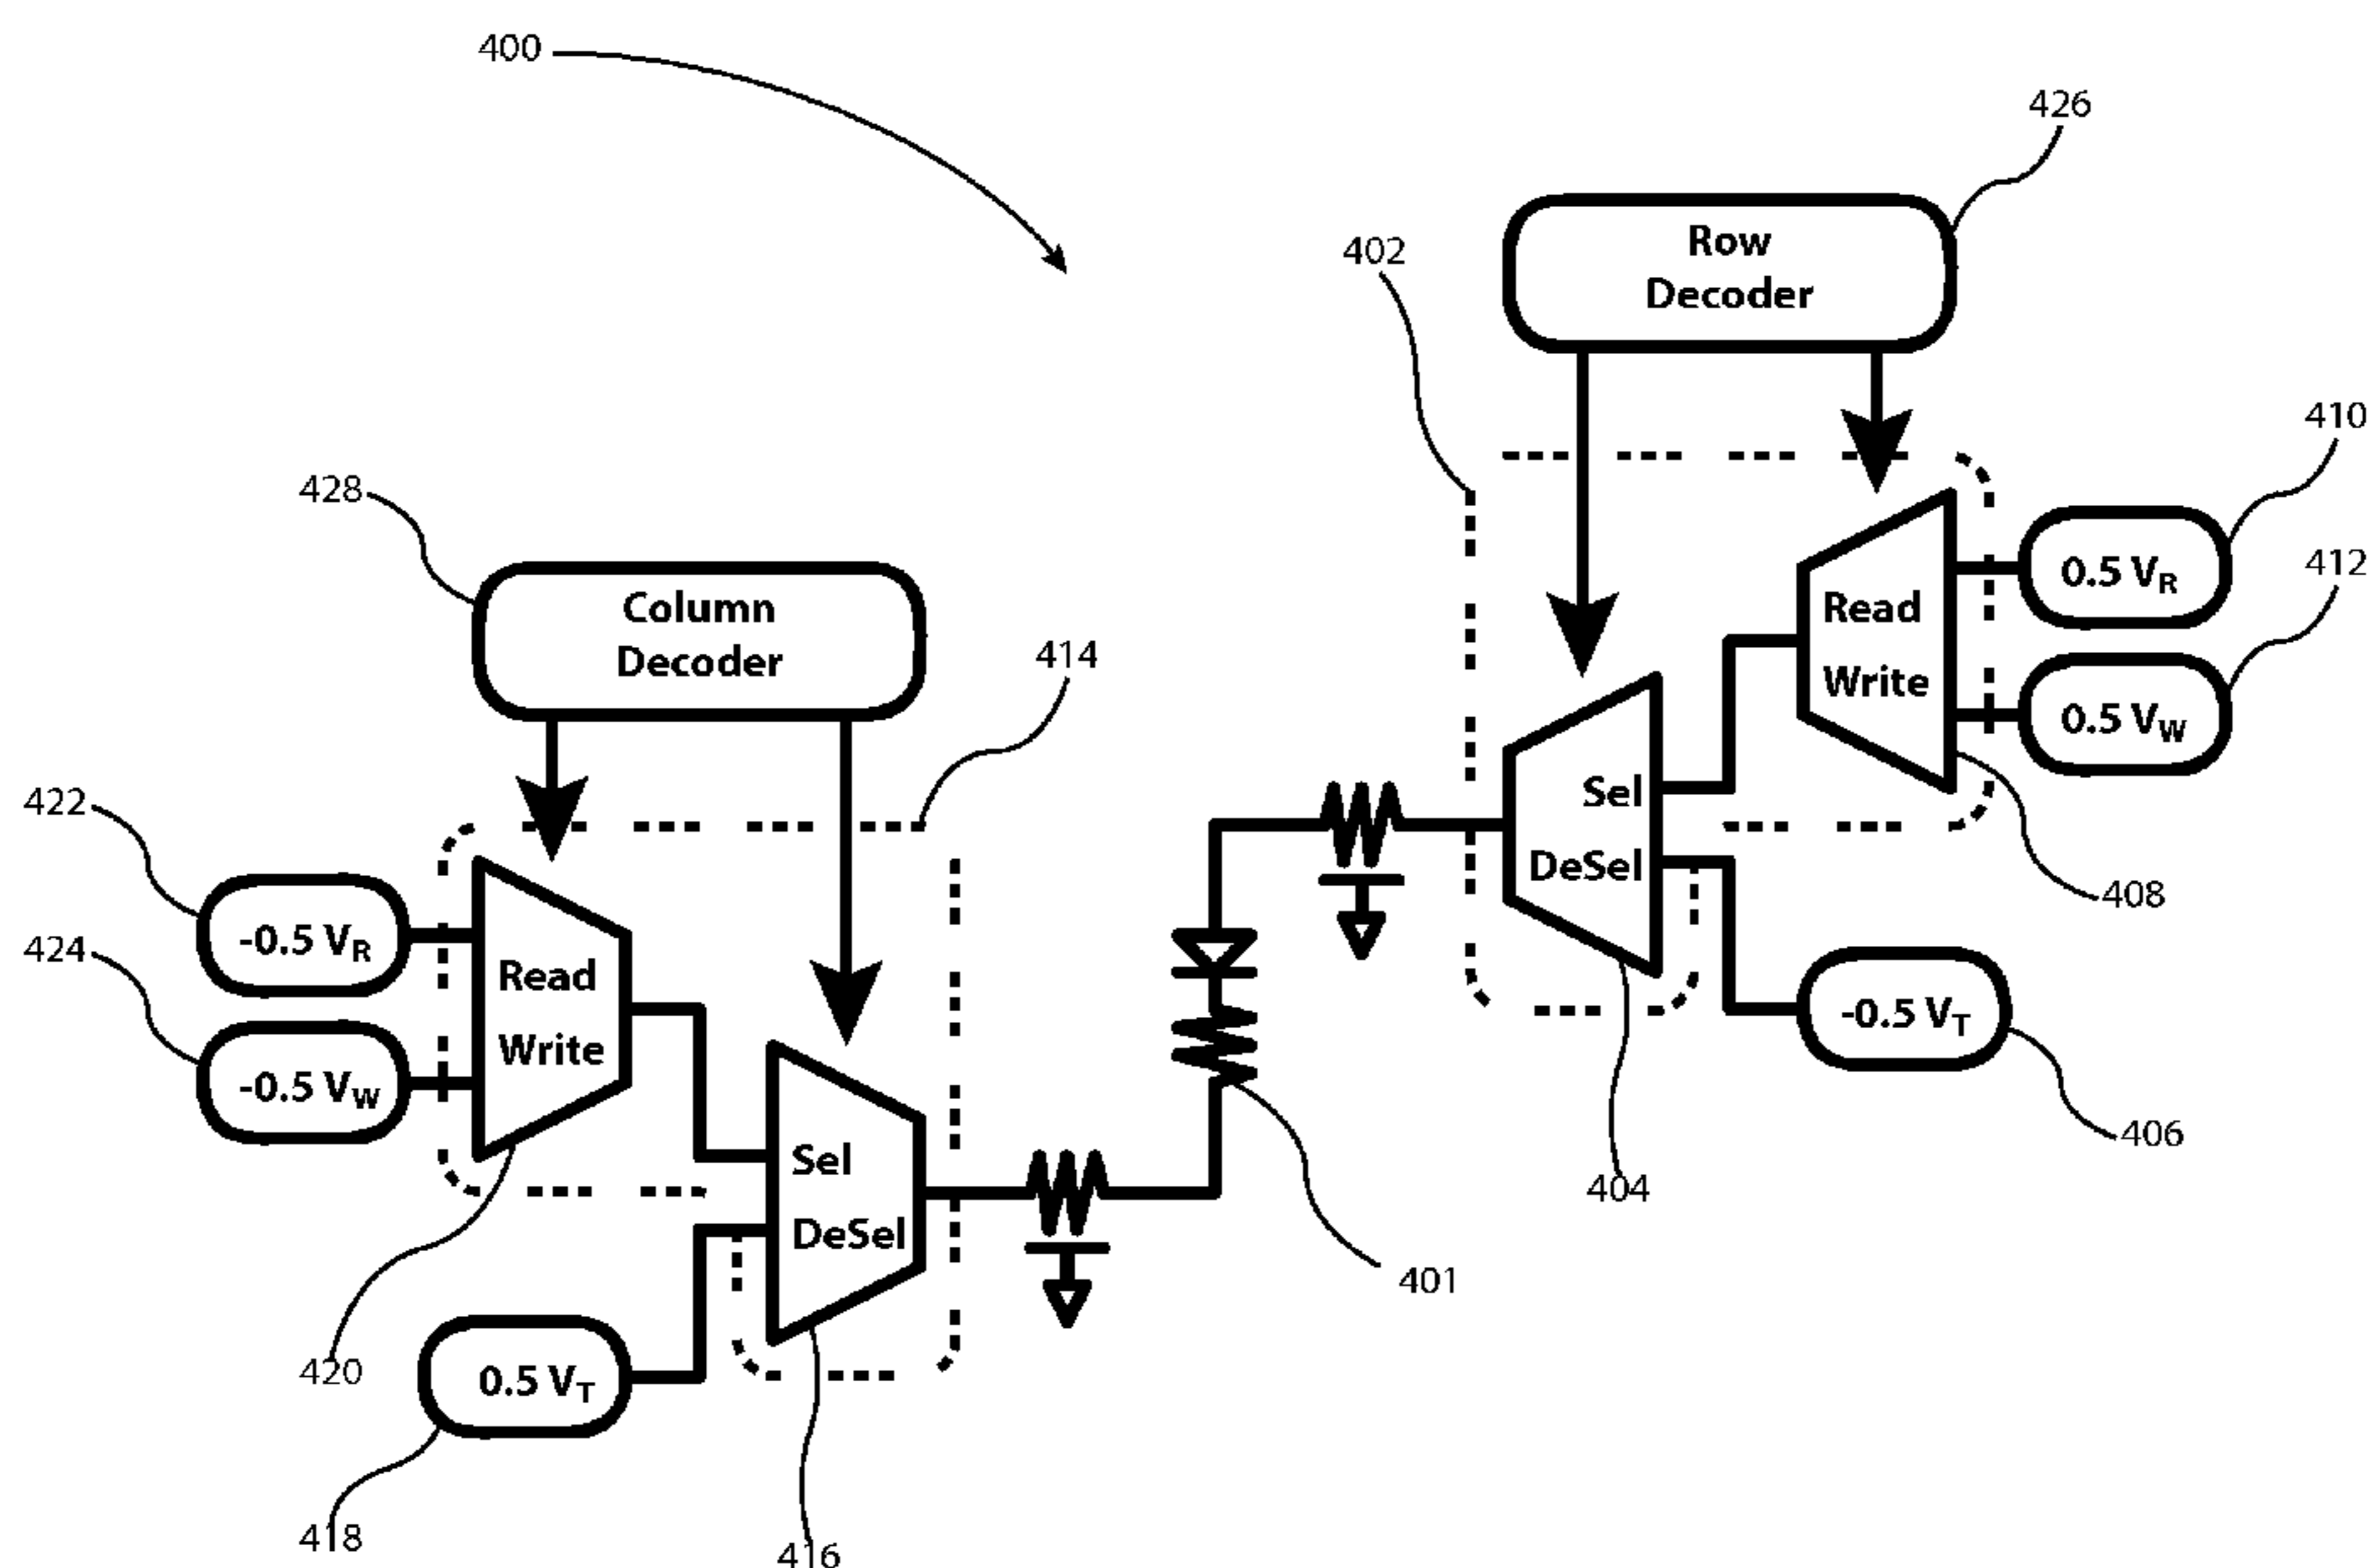 400
426
Row
Decoder
402
410
0.5 VR
412
0.5 VW
Read
Write
408
428
Column
Decoder
414
Sel
DeSel
404
-0.5 VT
406
422
-0.5 VR
424
-0.5 VW
Read
Write
420
Sel
DeSel
416
0.5 VT
418
401